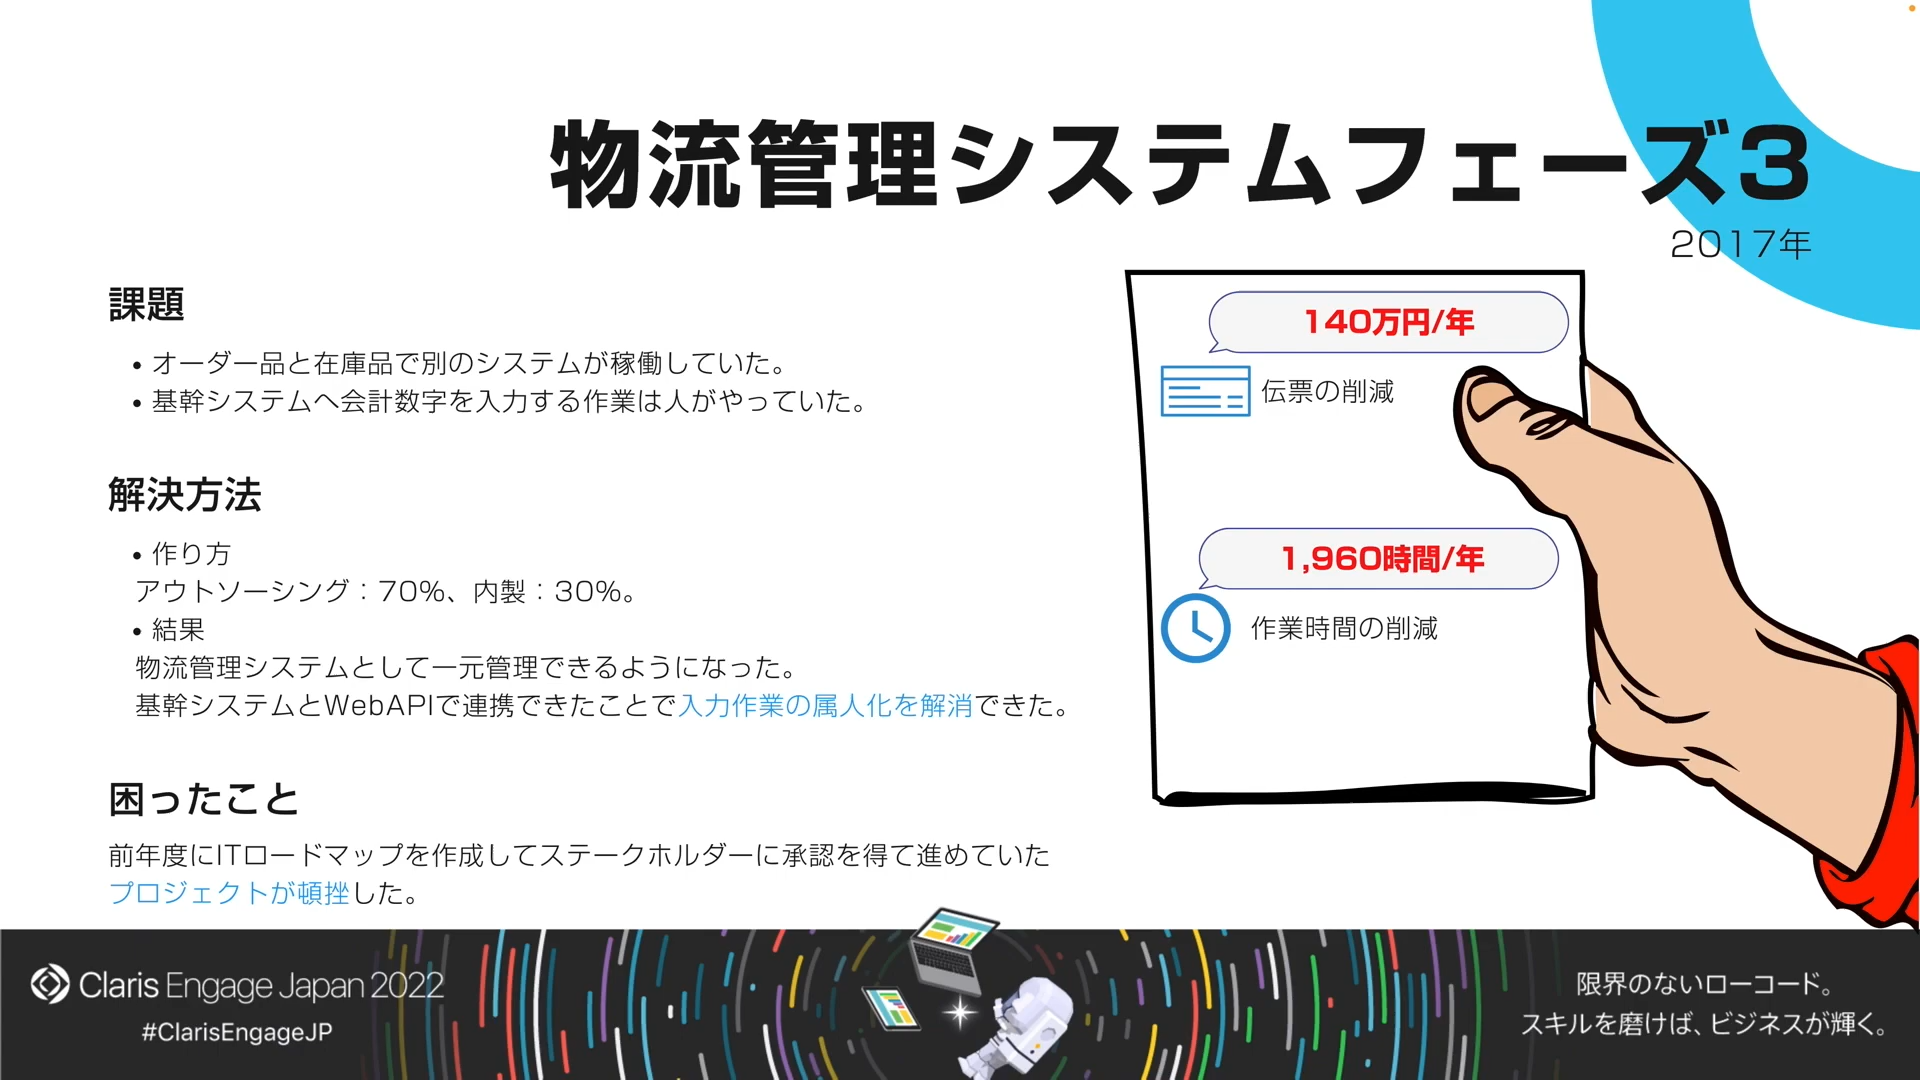 物流管理システムフェーズ3
2017年
課題
• オーダー品と在庫品で別のシステムが稼働していた。
• 基幹システムへ会計数字を入力する作業は人がやっていた。
解決方法
• 作り方
アウトソーシング：70%、内製：30%。
• 結果
物流管理システムとして一元管理できるようになった。
基幹システムとWebAPIで連携できたことで入力作業の属人化を解消できた。
困ったこと
前年度にITロードマップを作成してステークホルダーに承認を得て進めていた
プロジェクトが頓挫した。
140万円/年
伝票の削減
1,960時間/年
作業時間の削減
Claris Engage Japan 2022
#ClarisEngageJP
限界のないローコード。
スキルを磨けば、ビジネスが輝く。